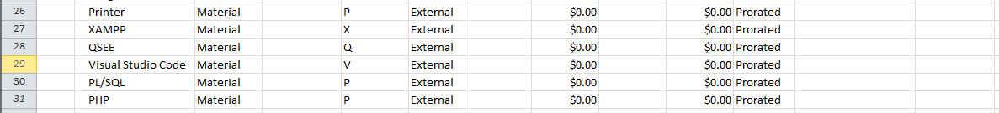 26 Printer Material P External $0.00 $0.00 Prorated
27 XAMPP Material X External $0.00 $0.00 Prorated
28 QSEE Material Q External $0.00 $0.00 Prorated
29 Visual Studio Code Material V External $0.00 $0.00 Prorated
30 PL/SQL Material P External $0.00 $0.00 Prorated
31 PHP Material P External $0.00 $0.00 Prorated